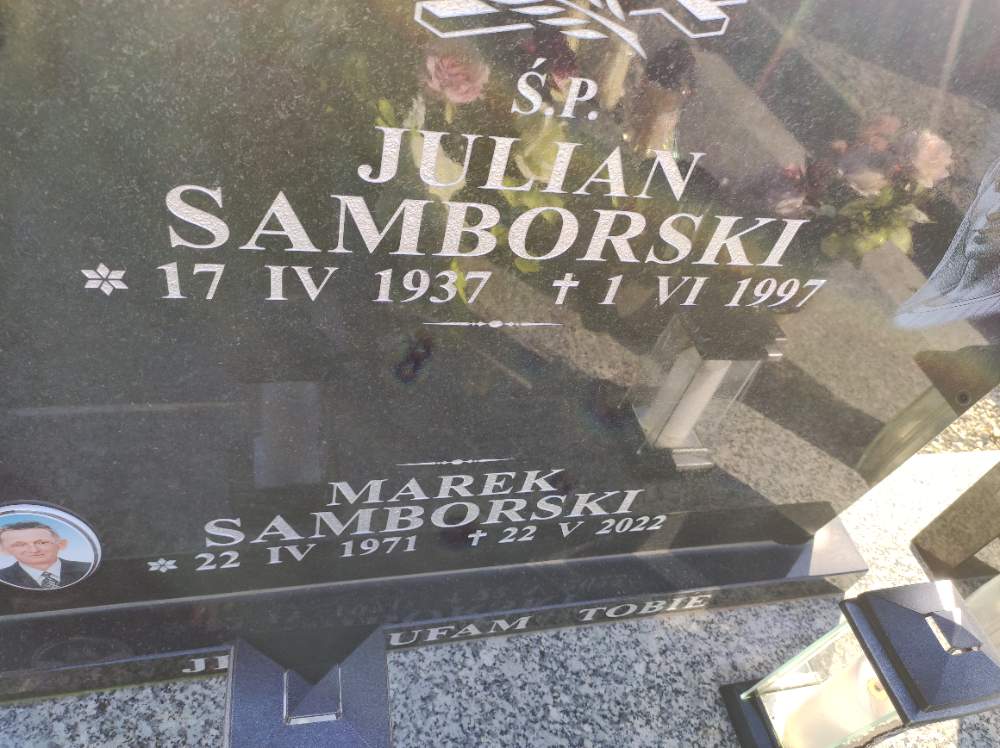 Ś.P.
JULIAN
SAMBORSKI
17 IV 1937 1 VI 1997
MAREK
SAMBORSKI
22 IV 1971 22 V 2022
UFAM TOBIE